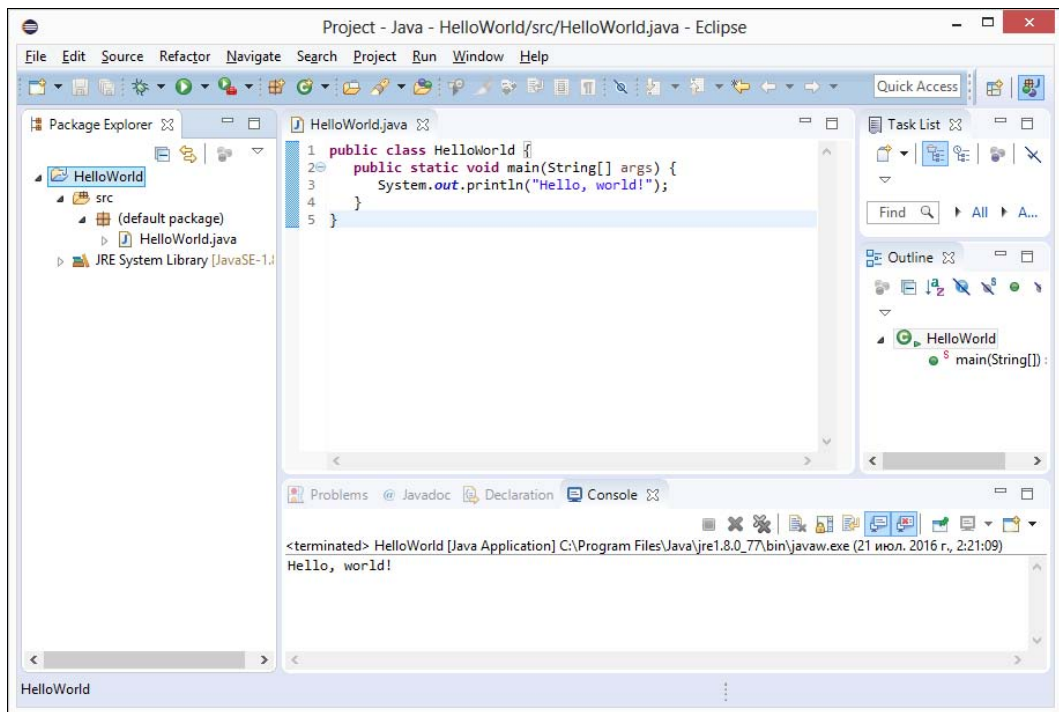 Project - Java - HelloWorld/src/HelloWorld.java - Eclipse
File Edit Source Refactor Navigate Search Project Run Window Help
Quick Access
Package Explorer
HelloWorld
src
(default package)
HelloWorld.java
JRE System Library [JavaSE-1.8
HelloWorld.java
1 public class HelloWorld {
2 public static void main(String[] args) {
3 System.out.println("Hello, world!");
4 }
5 }
Task List
Find All A...
Outline
HelloWorld
main(String[]) :
Problems @ Javadoc Declaration Console
<terminated> HelloWorld [Java Application] C:\Program Files\Java\jre1.8.0_77\bin\javaw.exe (21 июл. 2016 г., 2:21:09)
Hello, world!
HelloWorld